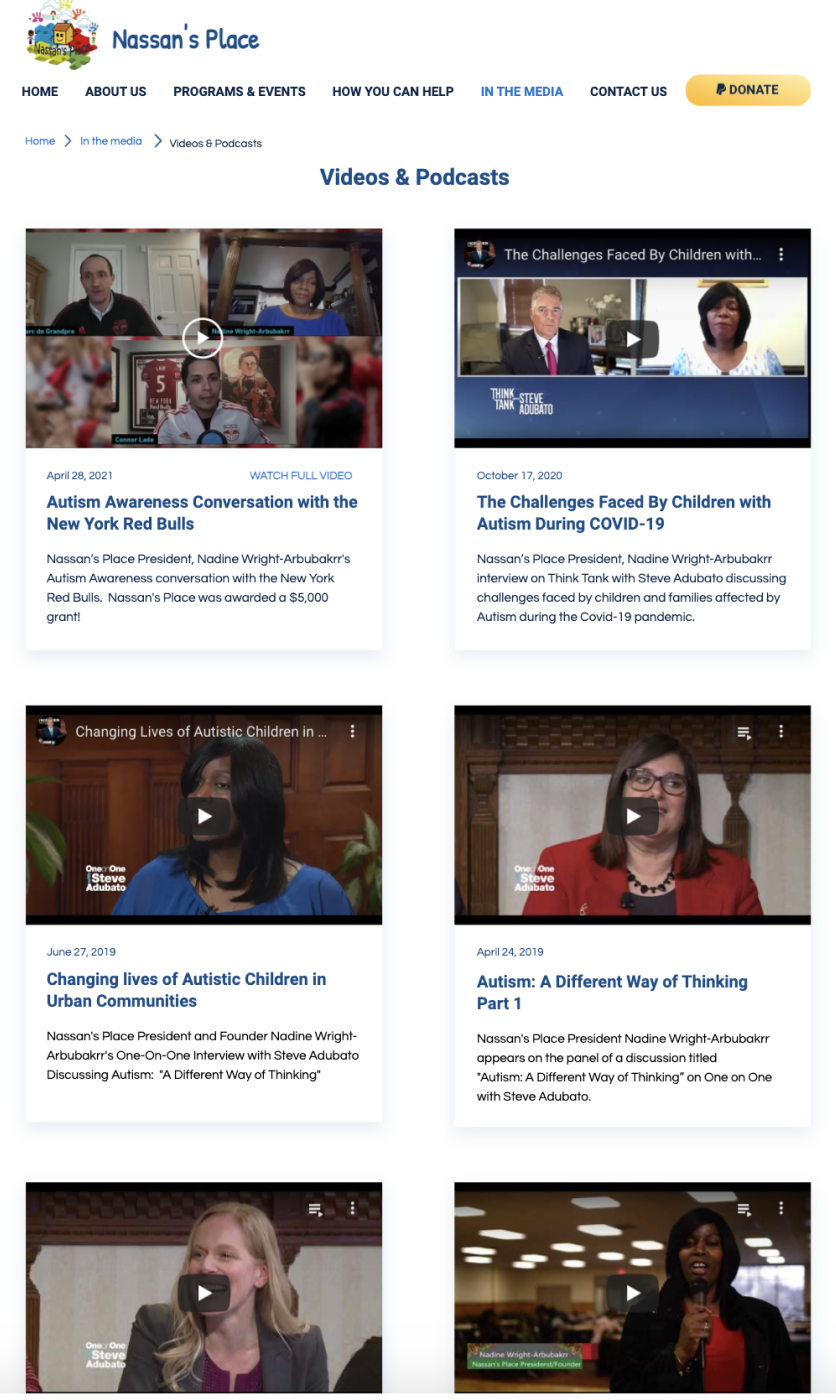 Nassan's Place
Nassan's Place
HOME
ABOUT US
PROGRAMS & EVENTS
HOW YOU CAN HELP
IN THE MEDIA
CONTACT US
DONATE
Home
In the media
Videos & Podcasts
Videos & Podcasts
arc de Grandpre
Nadine Wright-Arbubakrr
LADE
5
NEW YORK
Red Bulls
Connor Lade
April 28, 2021
WATCH FULL VIDEO
Autism Awareness Conversation with the
New York Red Bulls
Nassan's Place President, Nadine Wright-Arbubakrr's
Autism Awareness conversation with the New York
Red Bulls.  Nassan's Place was awarded a $5,000
grant!
The Challenges Faced By Children with...
THINK
TANK
STEVE
ADUBATO
October 17, 2020
The Challenges Faced By Children with
Autism During COVID-19
Nassan's Place President, Nadine Wright-Arbubakrr
interview on Think Tank with Steve Adubato discussing
challenges faced by children and families affected by
Autism during the Covid-19 pandemic.
Changing Lives of Autistic Children in ...
One on One
Steve
Adubato
June 27, 2019
Changing lives of Autistic Children in
Urban Communities
Nassan's Place President and Founder Nadine Wright-
Arbubakrr's One-On-One Interview with Steve Adubato
Discussing Autism:  "A Different Way of Thinking"
One on One
Steve
Adubato
April 24, 2019
Autism: A Different Way of Thinking
Part 1
Nassan's Place President Nadine Wright-Arbubakrr
appears on the panel of a discussion titled
"Autism: A Different Way of Thinking" on One on One
with Steve Adubato.
One on One
Steve
Adubato
Nadine Wright-Arbubakrr
Nassan's Place Presidend/Founder